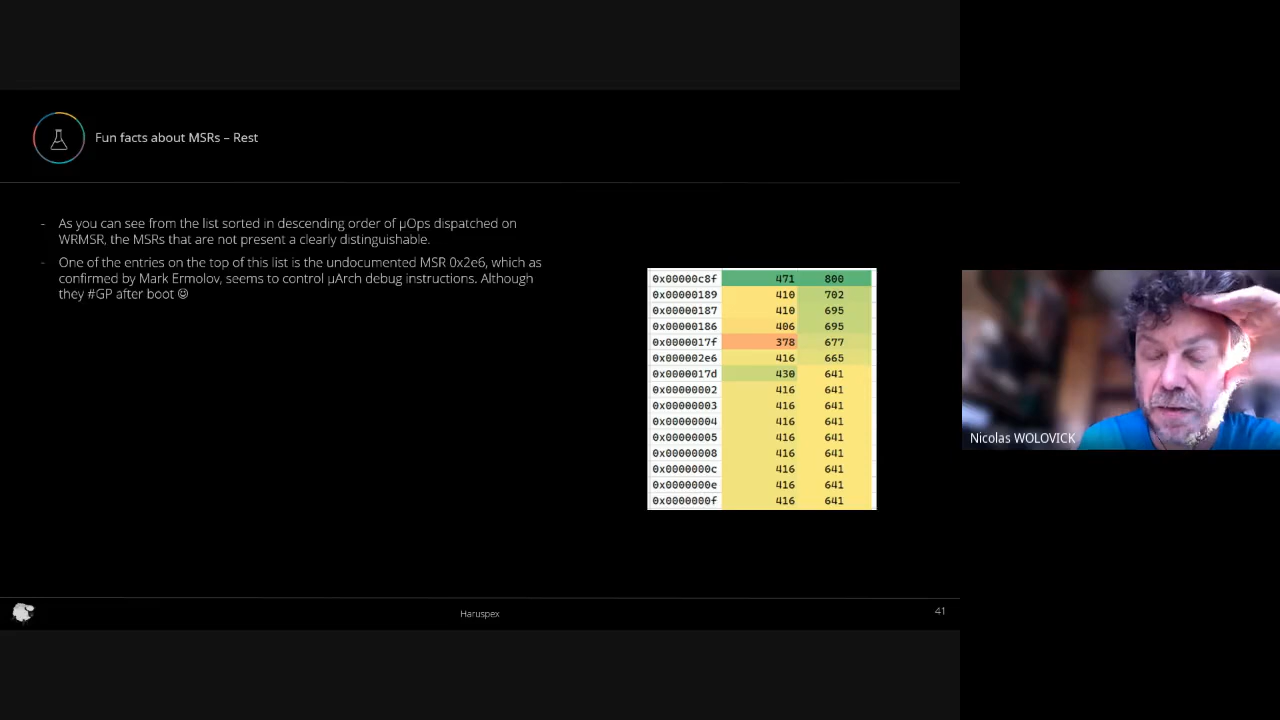 Fun facts about MSRs – Rest
- As you can see from the list sorted in descending order of µOps dispatched on
WRMSR, the MSRs that are not present a clearly distinguishable.
- One of the entries on the top of this list is the undocumented MSR 0x2e6, which as
confirmed by Mark Ermolov, seems to control µArch debug instructions. Although
they #GP after boot ☺
0x00000c8f 471 800
0x00000189 410 702
0x00000187 410 695
0x00000186 406 695
0x0000017f 378 677
0x000002e6 416 665
0x0000017d 430 641
0x00000002 416 641
0x00000003 416 641
0x00000004 416 641
0x00000005 416 641
0x00000008 416 641
0x0000000c 416 641
0x0000000e 416 641
0x0000000f 416 641
Nicolas WOLOVICK
Haruspex
41